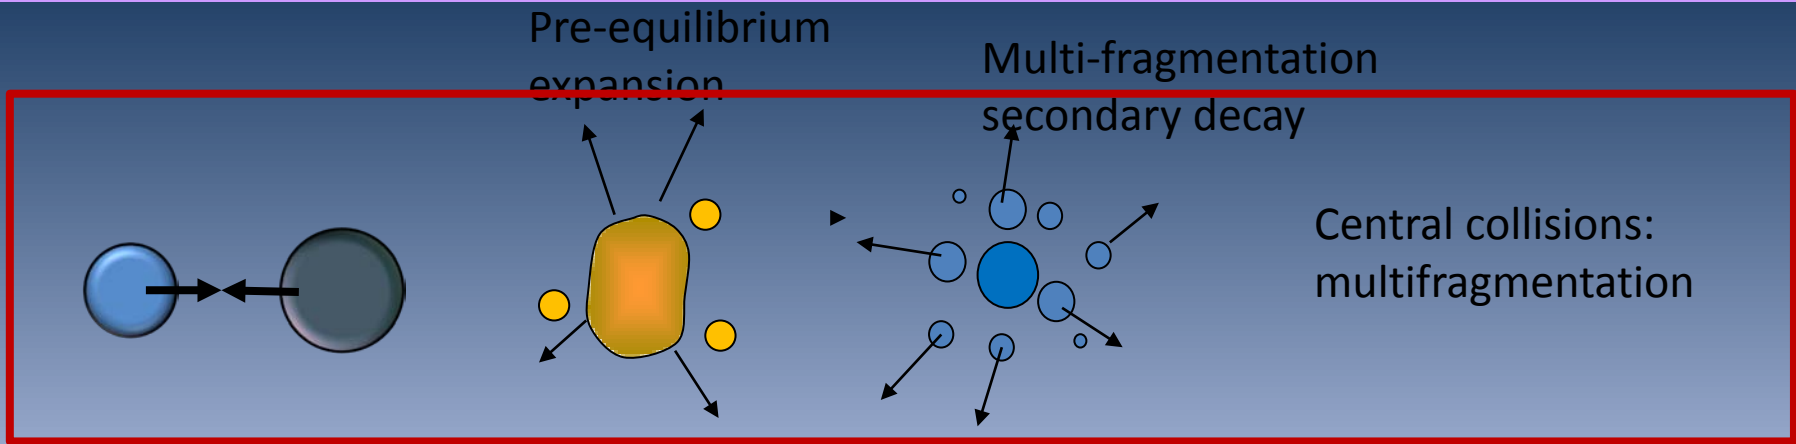 Pre-equilibrium
expansion
Multi-fragmentation
secondary decay
Central collisions:
multifragmentation